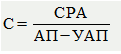 С = СРА / (АП − УАП)